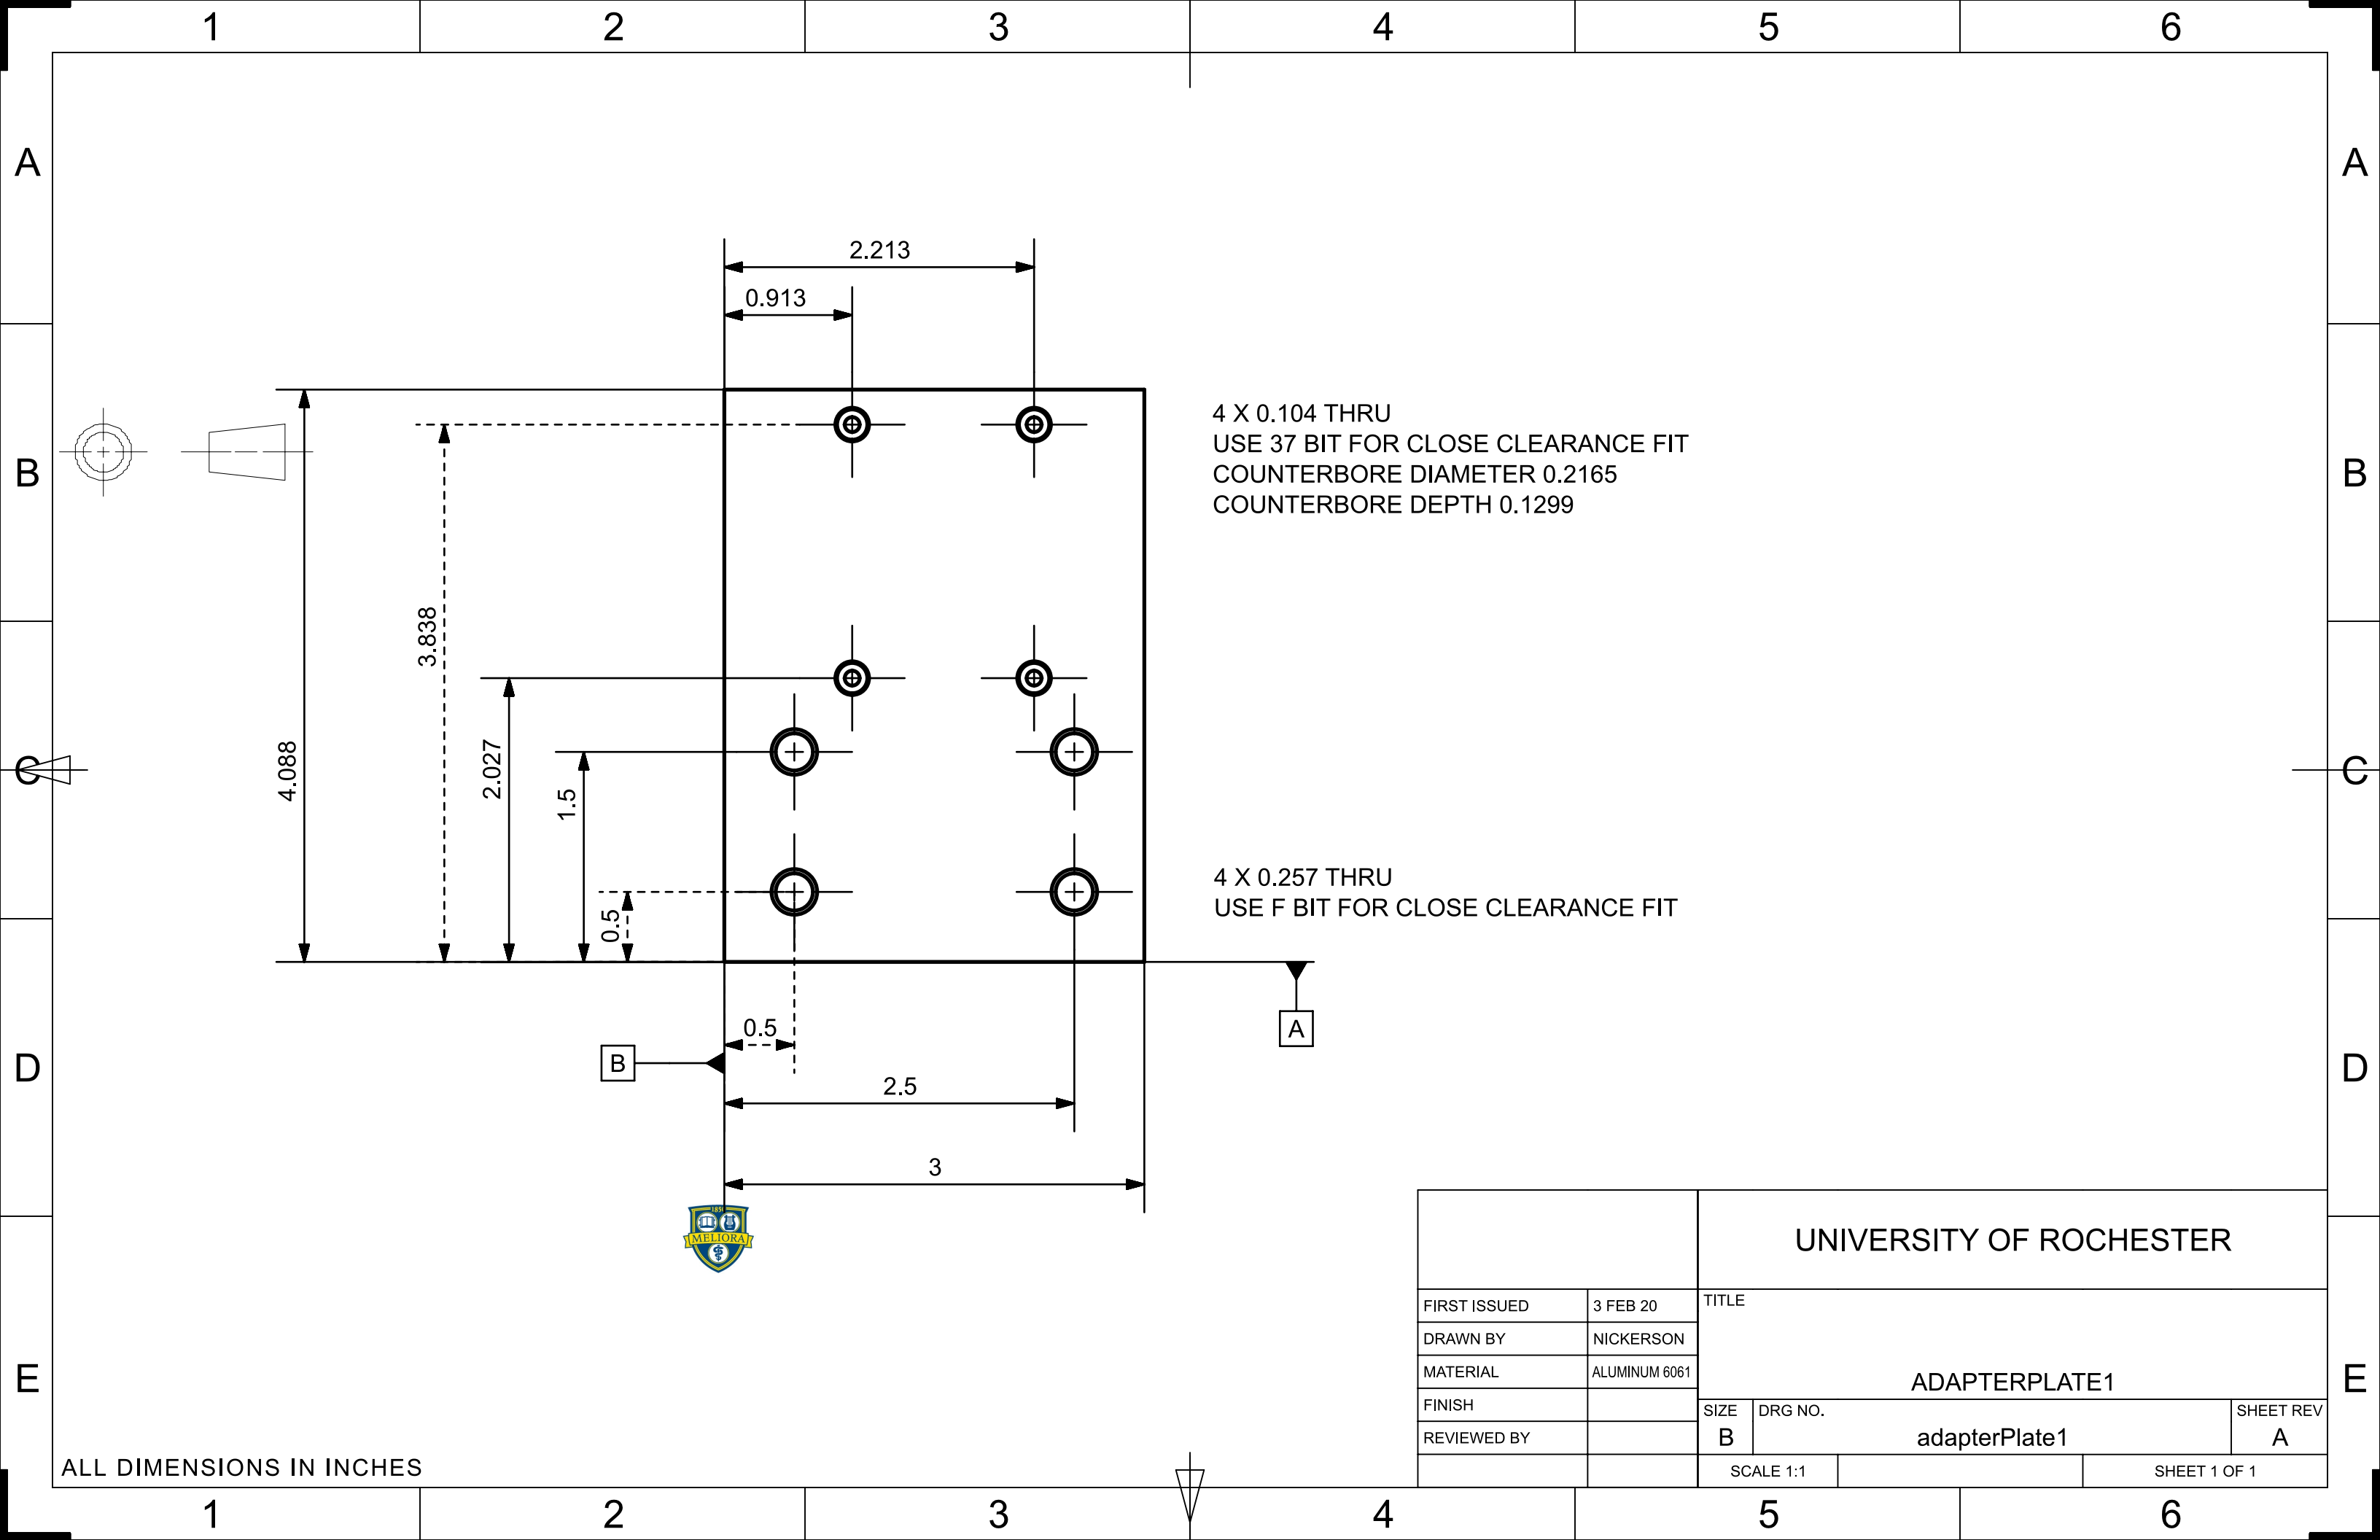 1 2 3 4 5 6
A A
2.213
0.913
4 X 0.104 THRU
USE 37 BIT FOR CLOSE CLEARANCE FIT
COUNTERBORE DIAMETER 0.2165
COUNTERBORE DEPTH 0.1299
B B
3.838
4.088
2.027
1.5
C C
0.5
4 X 0.257 THRU
USE F BIT FOR CLOSE CLEARANCE FIT
0.5
A
B
D D
2.5
3
1850
MELIORA
UNIVERSITY OF ROCHESTER
FIRST ISSUED 3 FEB 20
TITLE
DRAWN BY NICKERSON
MATERIAL ALUMINUM 6061
ADAPTERPLATE1
E E
FINISH
SIZE DRG NO. SHEET REV
REVIEWED BY
B adapterPlate1 A
ALL DIMENSIONS IN INCHES
SCALE 1:1 SHEET 1 OF 1
1 2 3 4 5 6